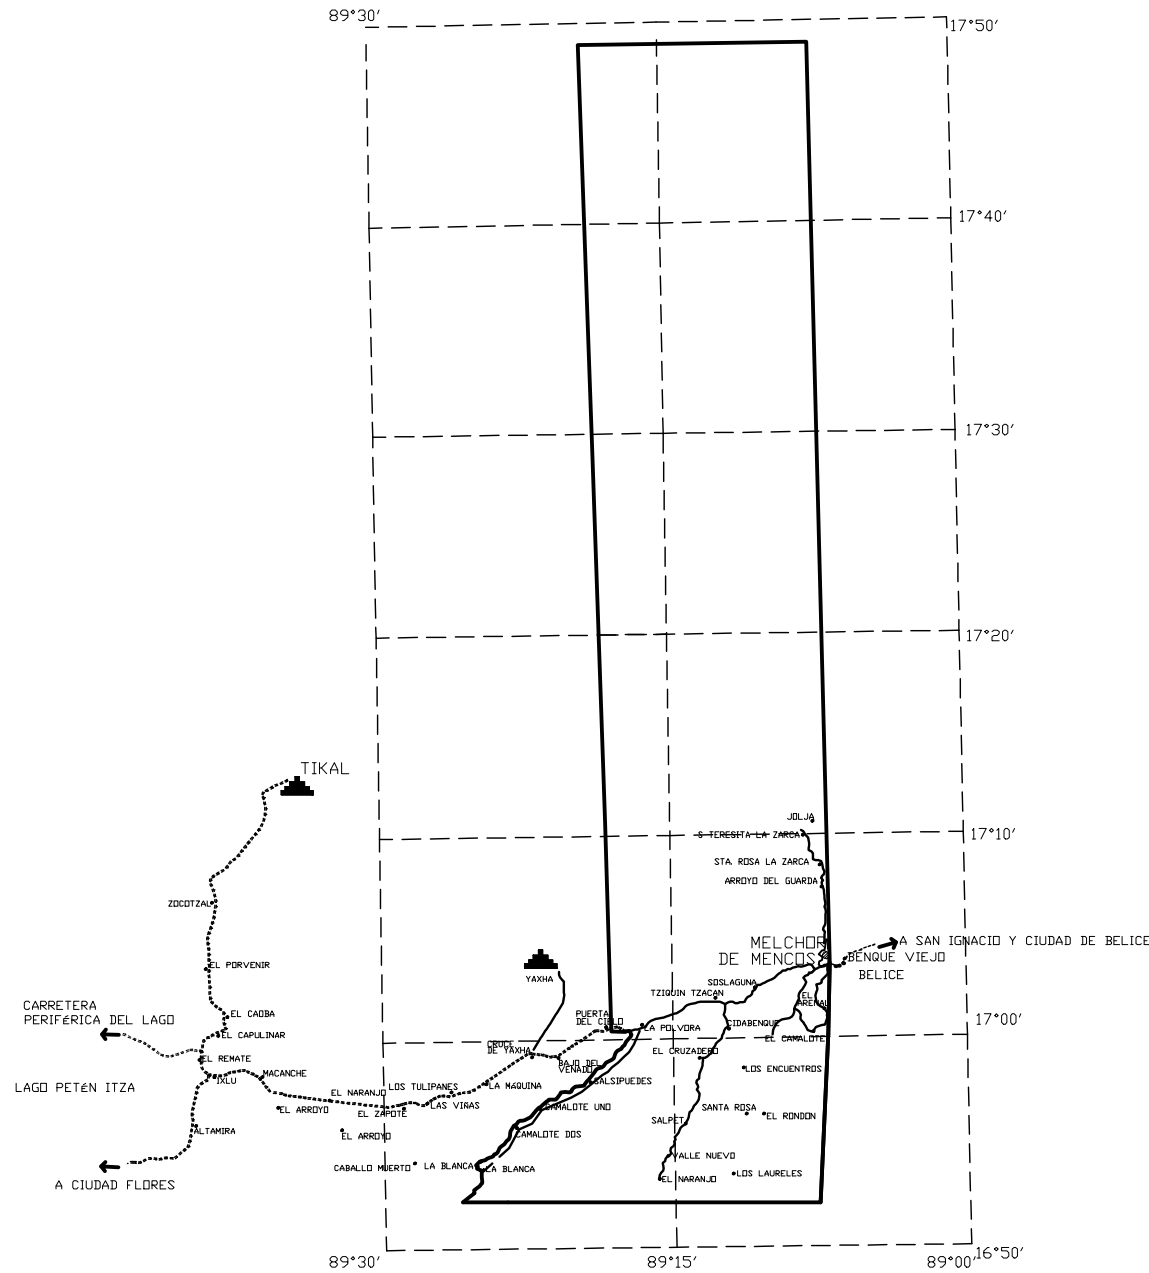 89°30'
17°50'
17°40'
17°30'
17°20'
TIKAL
JOLJA
S TERESITA LA ZARCA
17°10'
STA. ROSA LA ZARCA
ARROYO DEL GUARDA
ZOCOTZAL
MELCHOR
DE MENCOS
A SAN IGNACIO Y CIUDAD DE BELICE
BENQUE VIEJO
BELICE
EL PORVENIR
YAXHA
SOSLAGUNA
TZIQUIN TZACAN
EL
ARENAL
CARRETERA
PERIFéRICA DEL LAGO
EL CAOBA
PUERTA
DEL CIELO
LA POLVORA
CIDABENQUE
17°00'
EL CAPULINAR
EL CAMALOTE
CRUCE
DE YAXHA
EL CRUZADERO
EL REMATE
BAJO DEL
VENADO
LOS ENCUENTROS
MACANCHE
IXLU
LAGO PETéN ITZA
SALSIPUEDES
LOS TULIPANES
LA MáQUINA
EL NARANJO
EL ARROYO
EL ZAPOTE
LAS VIÑAS
CAMALOTE UNO
SANTA ROSA
EL RONDON
SALPET
ALTAMIRA
EL ARROYO
CAMALOTE DOS
VALLE NUEVO
CABALLO MUERTO
LA BLANCA
LA BLANCA
LOS LAURELES
EL NARANJO
A CIUDAD FLORES
89°30'
89°15'
89°00'
16°50'